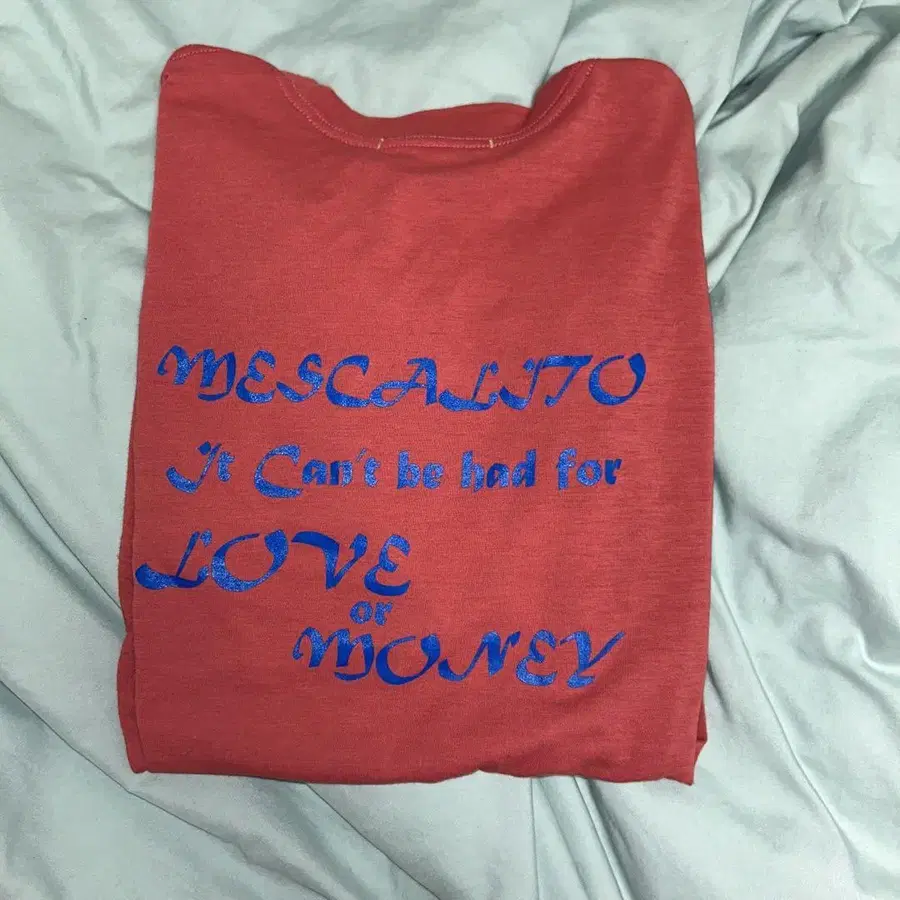 MESCALITO
It Can't be had for
LOVE
or
MONEY